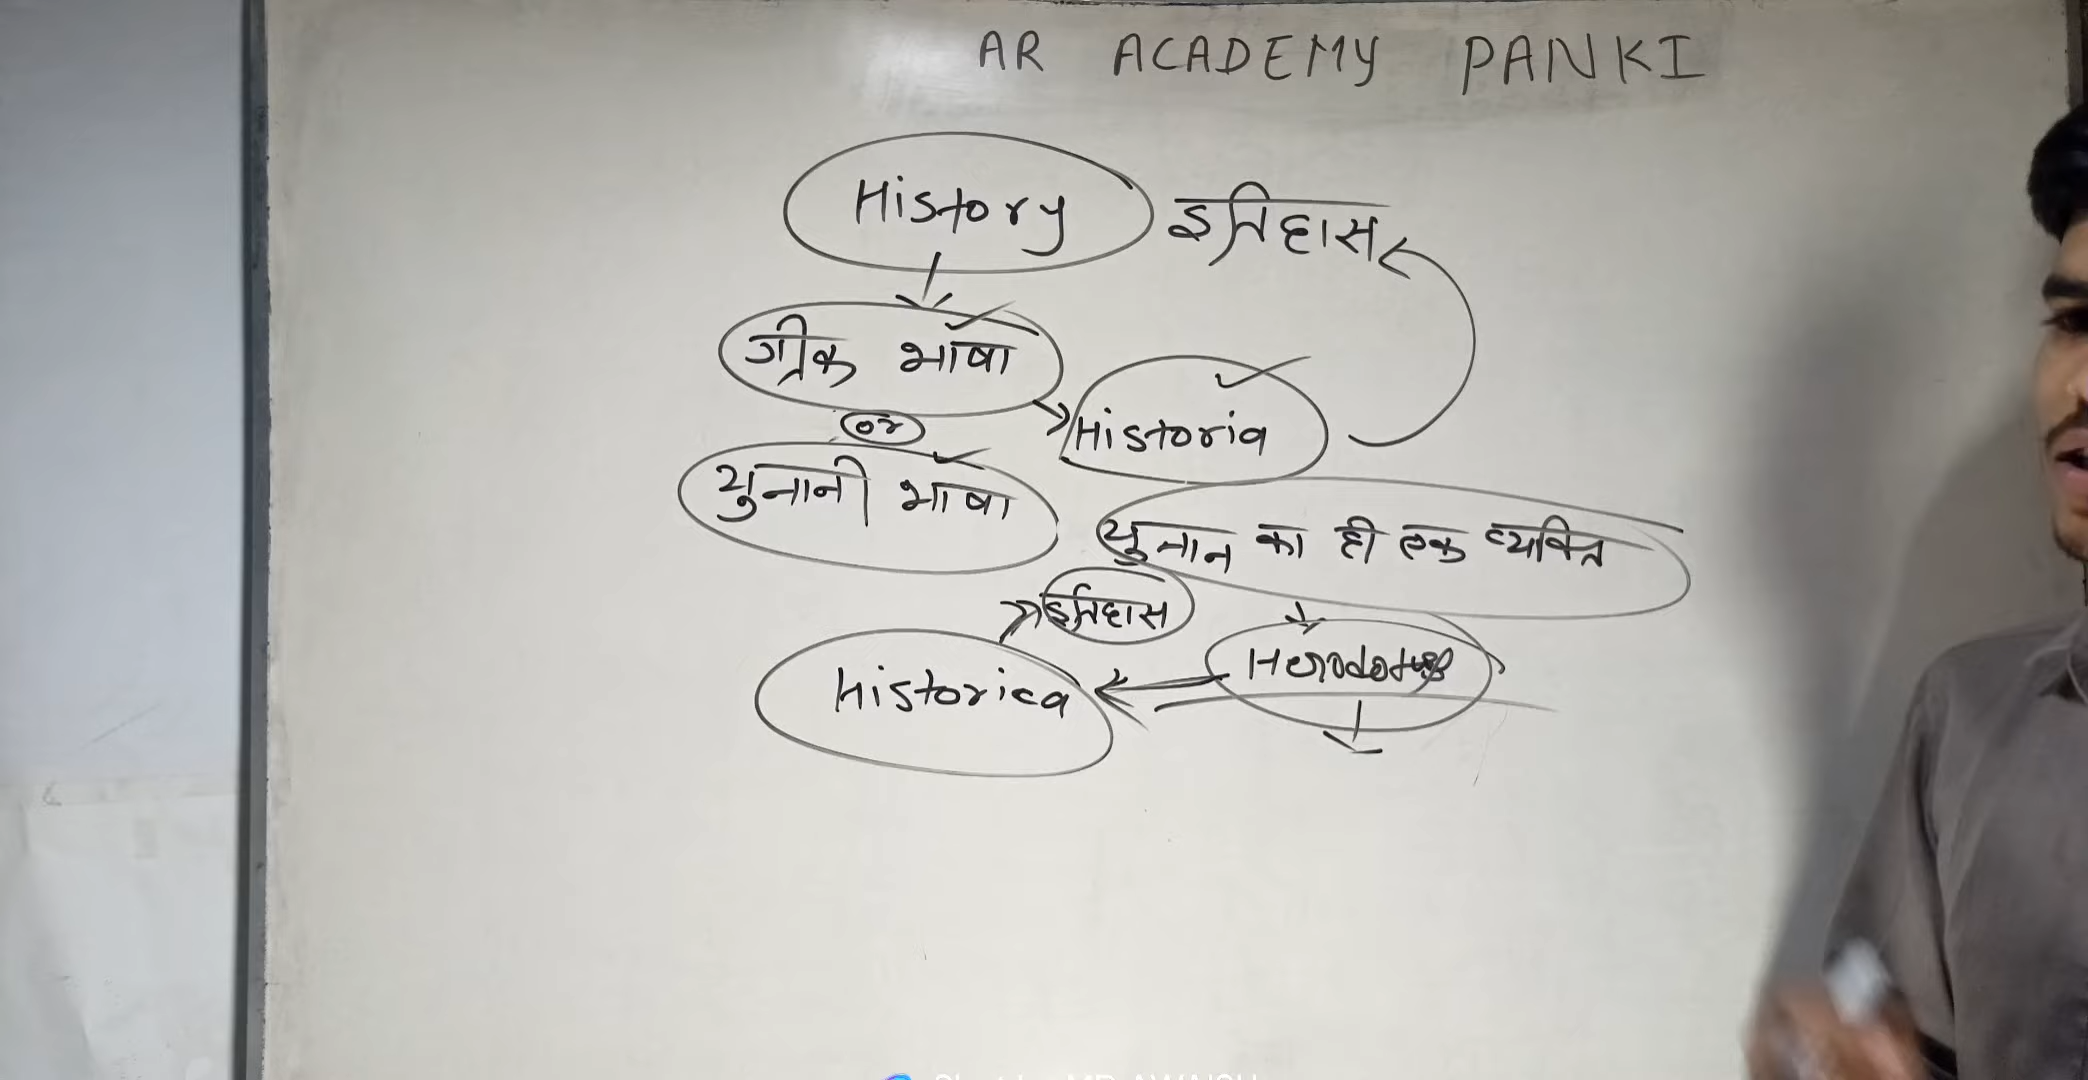 AR ACADEMY PANKI
History इतिहास
ग्रीक भाषा
or
Historia
युनानी भाषा
युनान का ही एक व्यक्ति
इतिहास
Herodotus
Historica